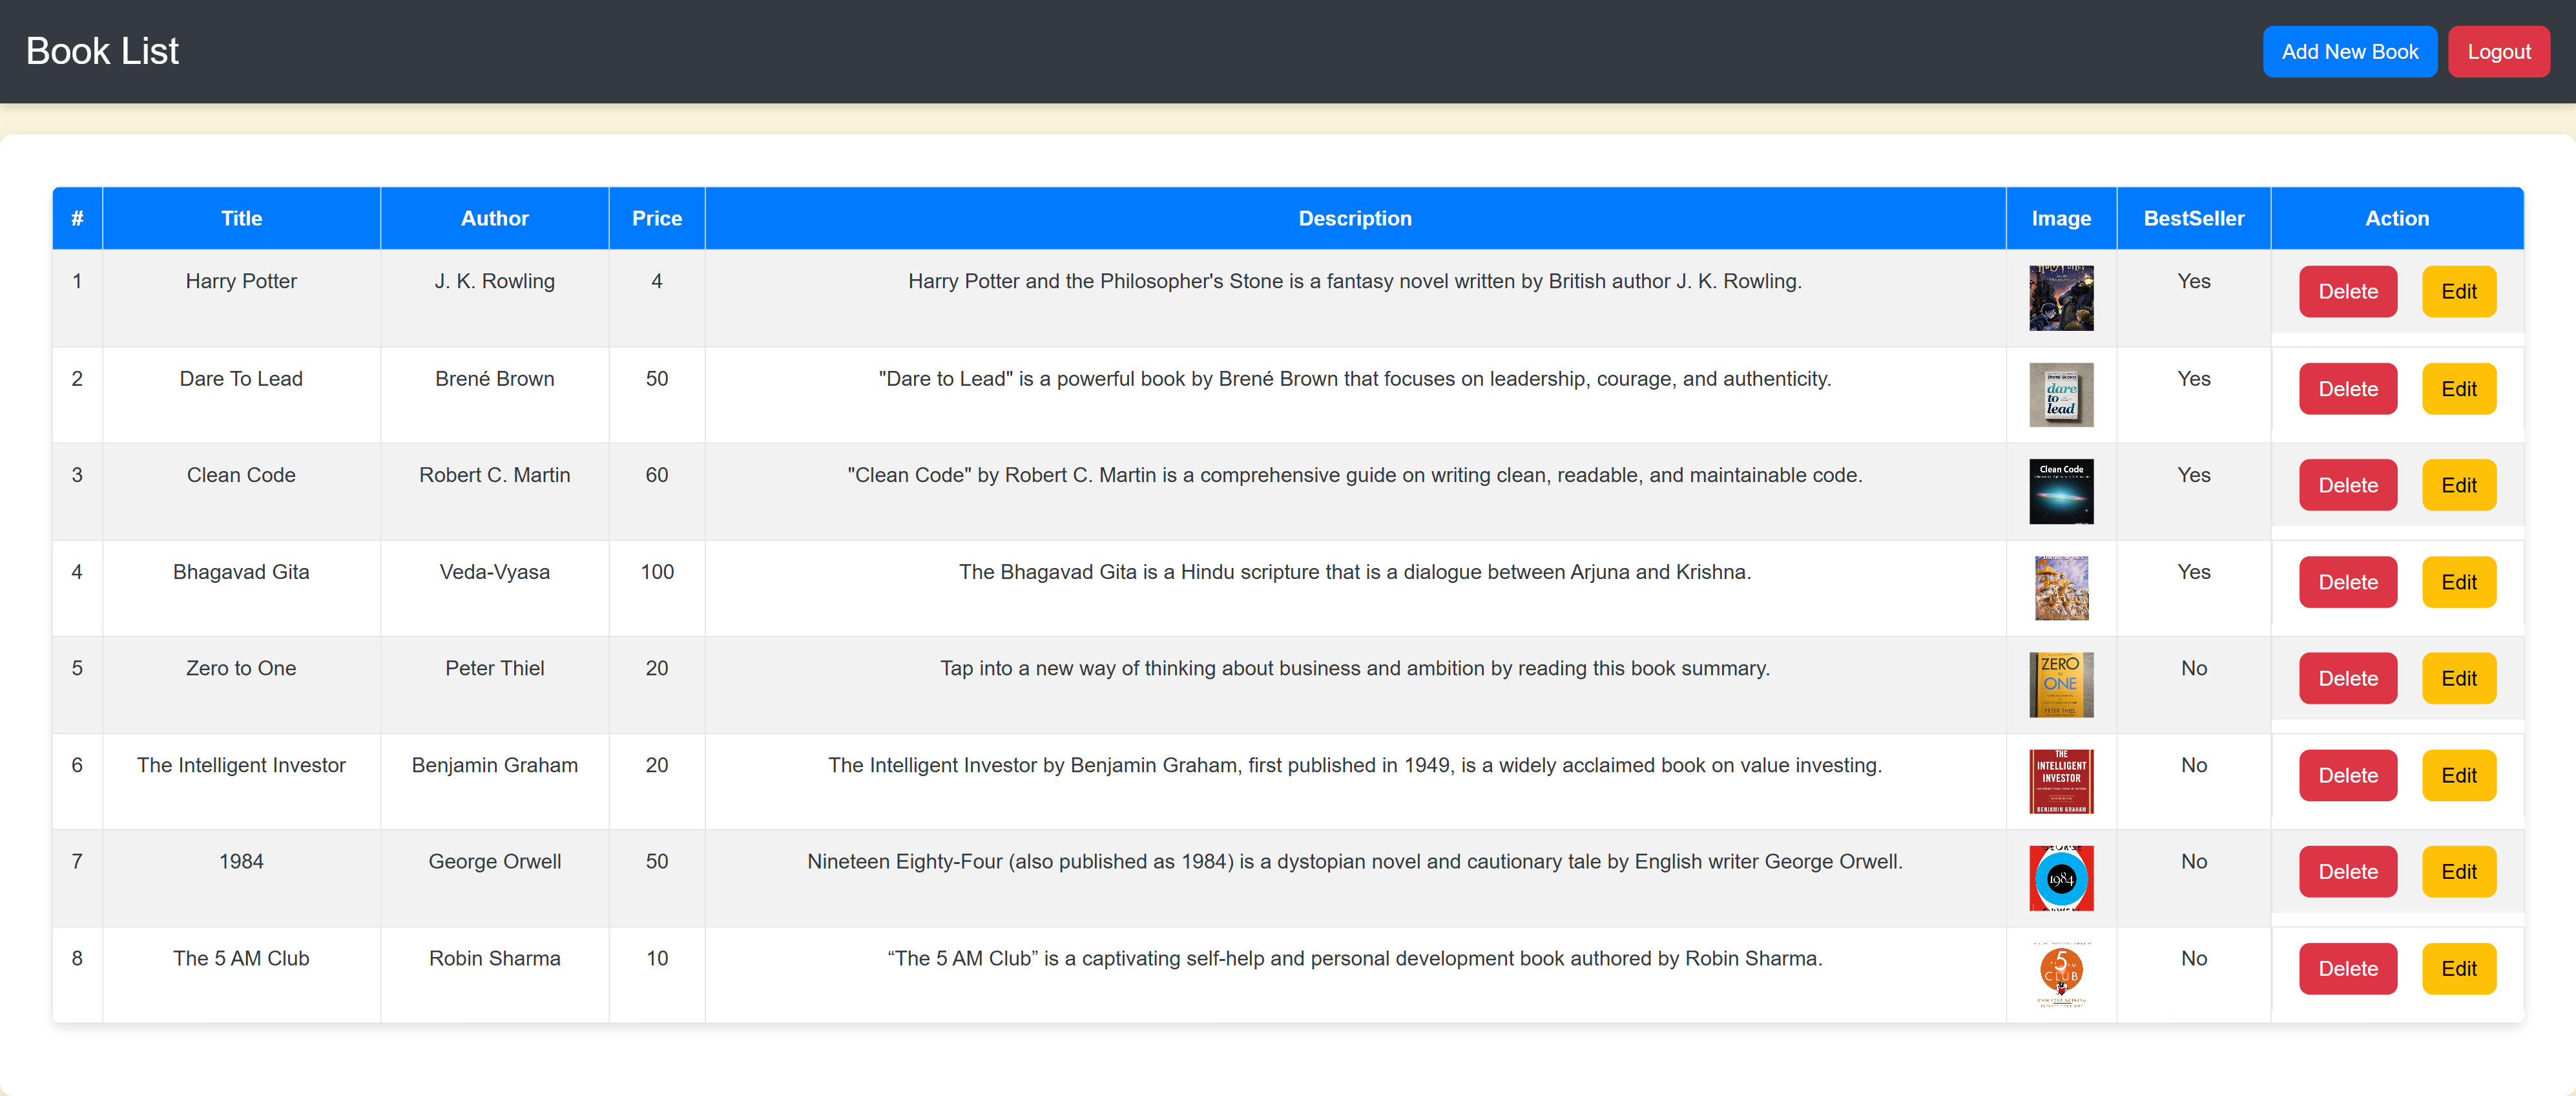 Book List
Add New Book Logout
# Title Author Price Description Image BestSeller Action
1 Harry Potter J. K. Rowling 4 Harry Potter and the Philosopher's Stone is a fantasy novel written by British author J. K. Rowling. Yes Delete Edit
2 Dare To Lead Brené Brown 50 "Dare to Lead" is a powerful book by Brené Brown that focuses on leadership, courage, and authenticity. Yes Delete Edit
Brené Brown
dare
to
lead
3 Clean Code Robert C. Martin 60 "Clean Code" by Robert C. Martin is a comprehensive guide on writing clean, readable, and maintainable code. Yes Delete Edit
Clean Code
4 Bhagavad Gita Veda-Vyasa 100 The Bhagavad Gita is a Hindu scripture that is a dialogue between Arjuna and Krishna. Yes Delete Edit
5 Zero to One Peter Thiel 20 Tap into a new way of thinking about business and ambition by reading this book summary. No Delete Edit
ZERO
ONE
PETER THIEL
6 The Intelligent Investor Benjamin Graham 20 The Intelligent Investor by Benjamin Graham, first published in 1949, is a widely acclaimed book on value investing. No Delete Edit
THE
INTELLIGENT
INVESTOR
BENJAMIN GRAHAM
7 1984 George Orwell 50 Nineteen Eighty-Four (also published as 1984) is a dystopian novel and cautionary tale by English writer George Orwell. No Delete Edit
GEORGE
1984
ORWELL
8 The 5 AM Club Robin Sharma 10 “The 5 AM Club” is a captivating self-help and personal development book authored by Robin Sharma. No Delete Edit
5
CLUB